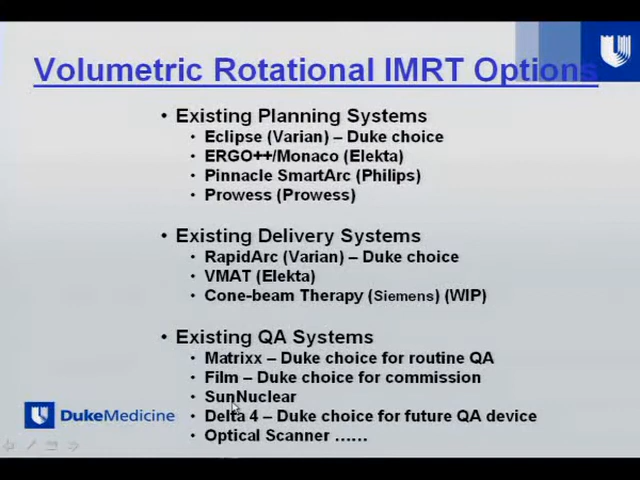 Volumetric Rotational IMRT Options
• Existing Planning Systems
• Eclipse (Varian) – Duke choice
• ERGO++/Monaco (Elekta)
• Pinnacle SmartArc (Philips)
• Prowess (Prowess)
• Existing Delivery Systems
• RapidArc (Varian) – Duke choice
• VMAT (Elekta)
• Cone-beam Therapy (Siemens) (WIP)
• Existing QA Systems
• Matrixx – Duke choice for routine QA
• Film – Duke choice for commission
• SunNuclear
• Delta 4 – Duke choice for future QA device
• Optical Scanner ......
DukeMedicine